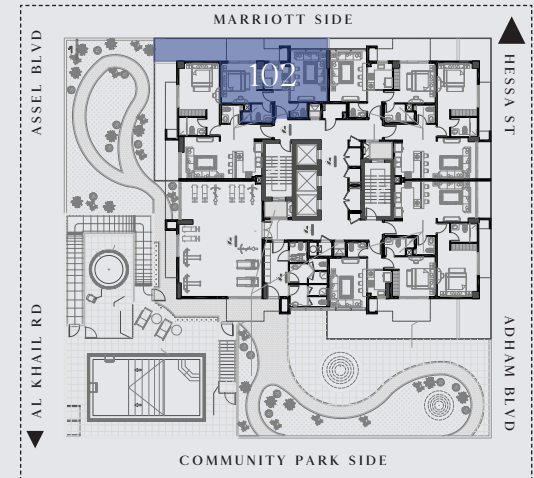 MARRIOTT SIDE
ASSEL BLVD
HESSA ST
102
AL KHAIL RD
ADHAM BLVD
COMMUNITY PARK SIDE